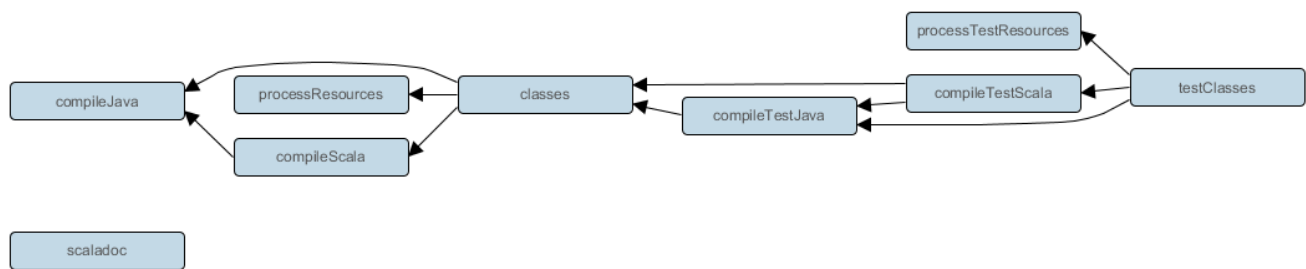 processTestResources
compileJava
processResources
classes
compileTestJava
compileTestScala
testClasses
compileScala
scaladoc